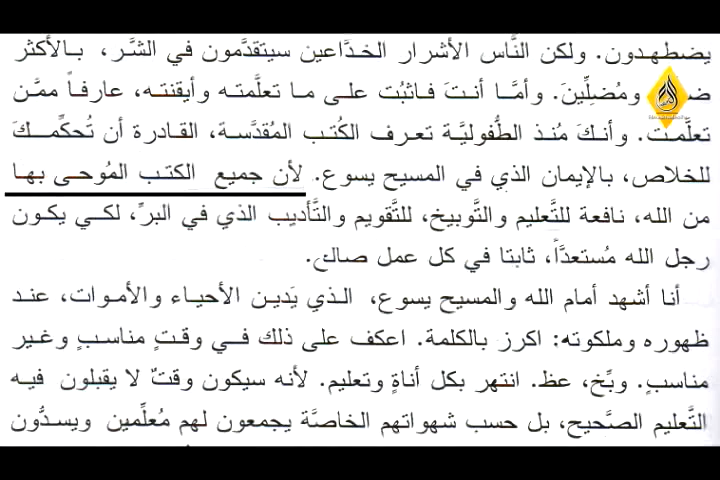 يضطهدون. ولكن النَّاس الأشرار الخدَّاعين سيتقدَّمون في الشَّر، بالأكثر
ومُضِلِّينَ. وأمَّا أنتَ فاثبُت على ما تعلَّمته وأيقنته، عارفاً ممَّن
تعلَّمت. وأنكَ مُنذ الطُّفوليَّة تعرف الكُتب المُقدَّسة، القادرة أن تُحكِّمكَ
للخلاص، بالإيمان الذي في المسيح يسوع. لأن جميع الكتب المُوحى بها
من الله، نافعة للتَّعليم والتَّوبيخ، للتَّقويم والتَّأديب الذي في البرِّ، لكي يكون
رجل الله مُستعدَّاً، ثابتا في كل عمل صالح.
أنا أشهد أمام الله والمسيح يسوع، الذي يَدين الأحياء والأموات، عند
ظهوره وملكوته: اكرز بالكلمة. اعكف على ذلك في وقتٍ مناسبٍ وغير
مناسبٍ. وبِّخ، عظ. انتهر بكل أناةٍ وتعليم. لأنه سيكون وقتٌ لا يقبلون فيه
التَّعليم الصَّحيح، بل حسب شهواتهم الخاصَّة يجمعون لهم مُعلِّمين ويسدُّون